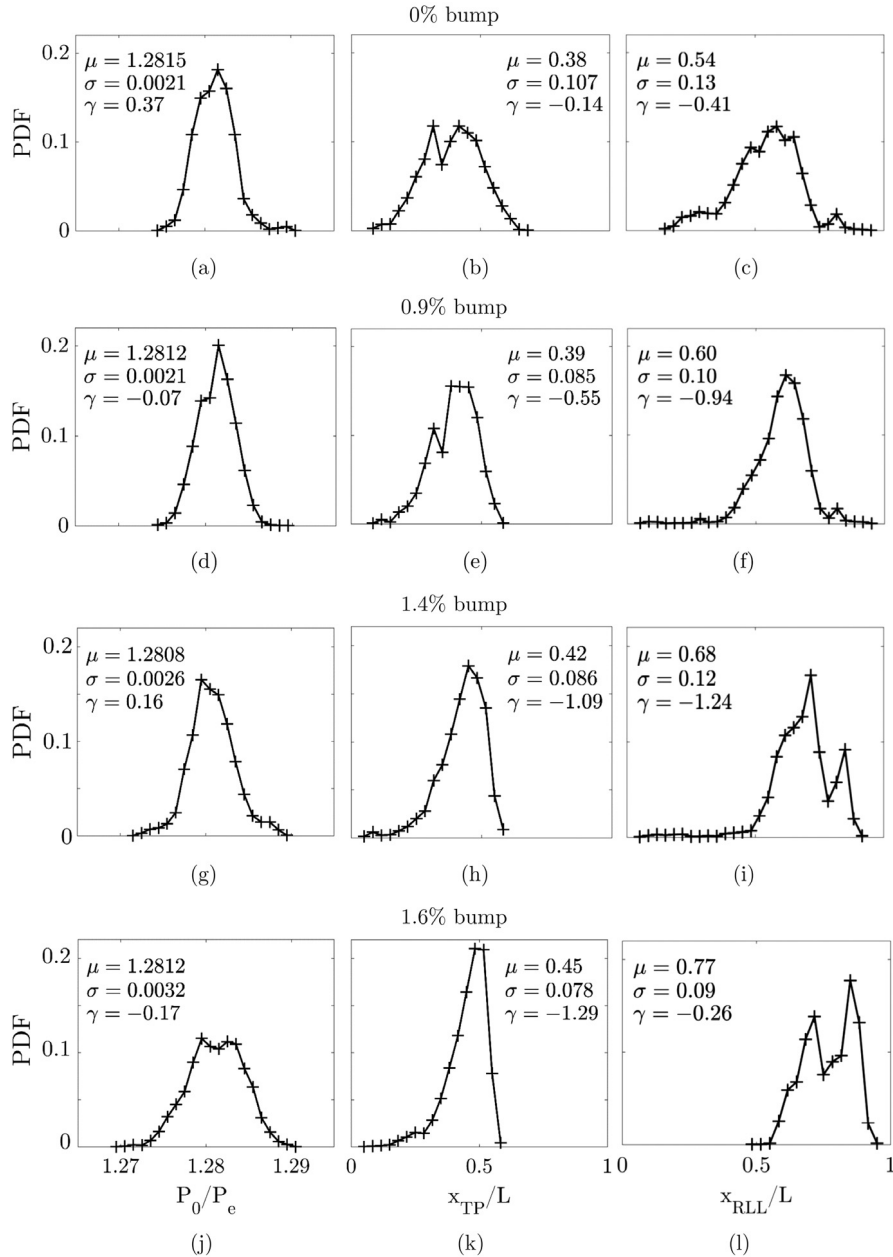 0% bump
PDF
0.2
0.1
0
μ = 1.2815
σ = 0.0021
γ = 0.37
μ = 0.38
σ = 0.107
γ = −0.14
μ = 0.54
σ = 0.13
γ = −0.41
(a)
(b)
(c)
0.9% bump
PDF
0.2
0.1
0
μ = 1.2812
σ = 0.0021
γ = −0.07
μ = 0.39
σ = 0.085
γ = −0.55
μ = 0.60
σ = 0.10
γ = −0.94
(d)
(e)
(f)
1.4% bump
PDF
0.2
0.1
0
μ = 1.2808
σ = 0.0026
γ = 0.16
μ = 0.42
σ = 0.086
γ = −1.09
μ = 0.68
σ = 0.12
γ = −1.24
(g)
(h)
(i)
1.6% bump
PDF
0.2
0.1
0
μ = 1.2812
σ = 0.0032
γ = −0.17
μ = 0.45
σ = 0.078
γ = −1.29
μ = 0.77
σ = 0.09
γ = −0.26
1.27 1.28 1.29
0 0.5 1
0 0.5 1
P_0/P_e
x_TP/L
x_RLL/L
(j)
(k)
(l)